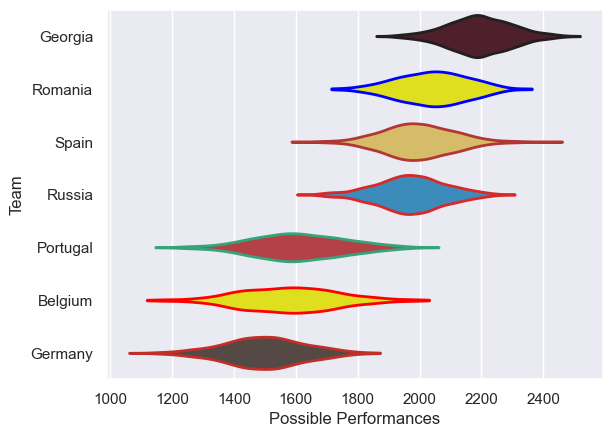 Georgia
Romania
Spain
Russia
Portugal
Belgium
Germany
Team
1000 1200 1400 1600 1800 2000 2200 2400
Possible Performances